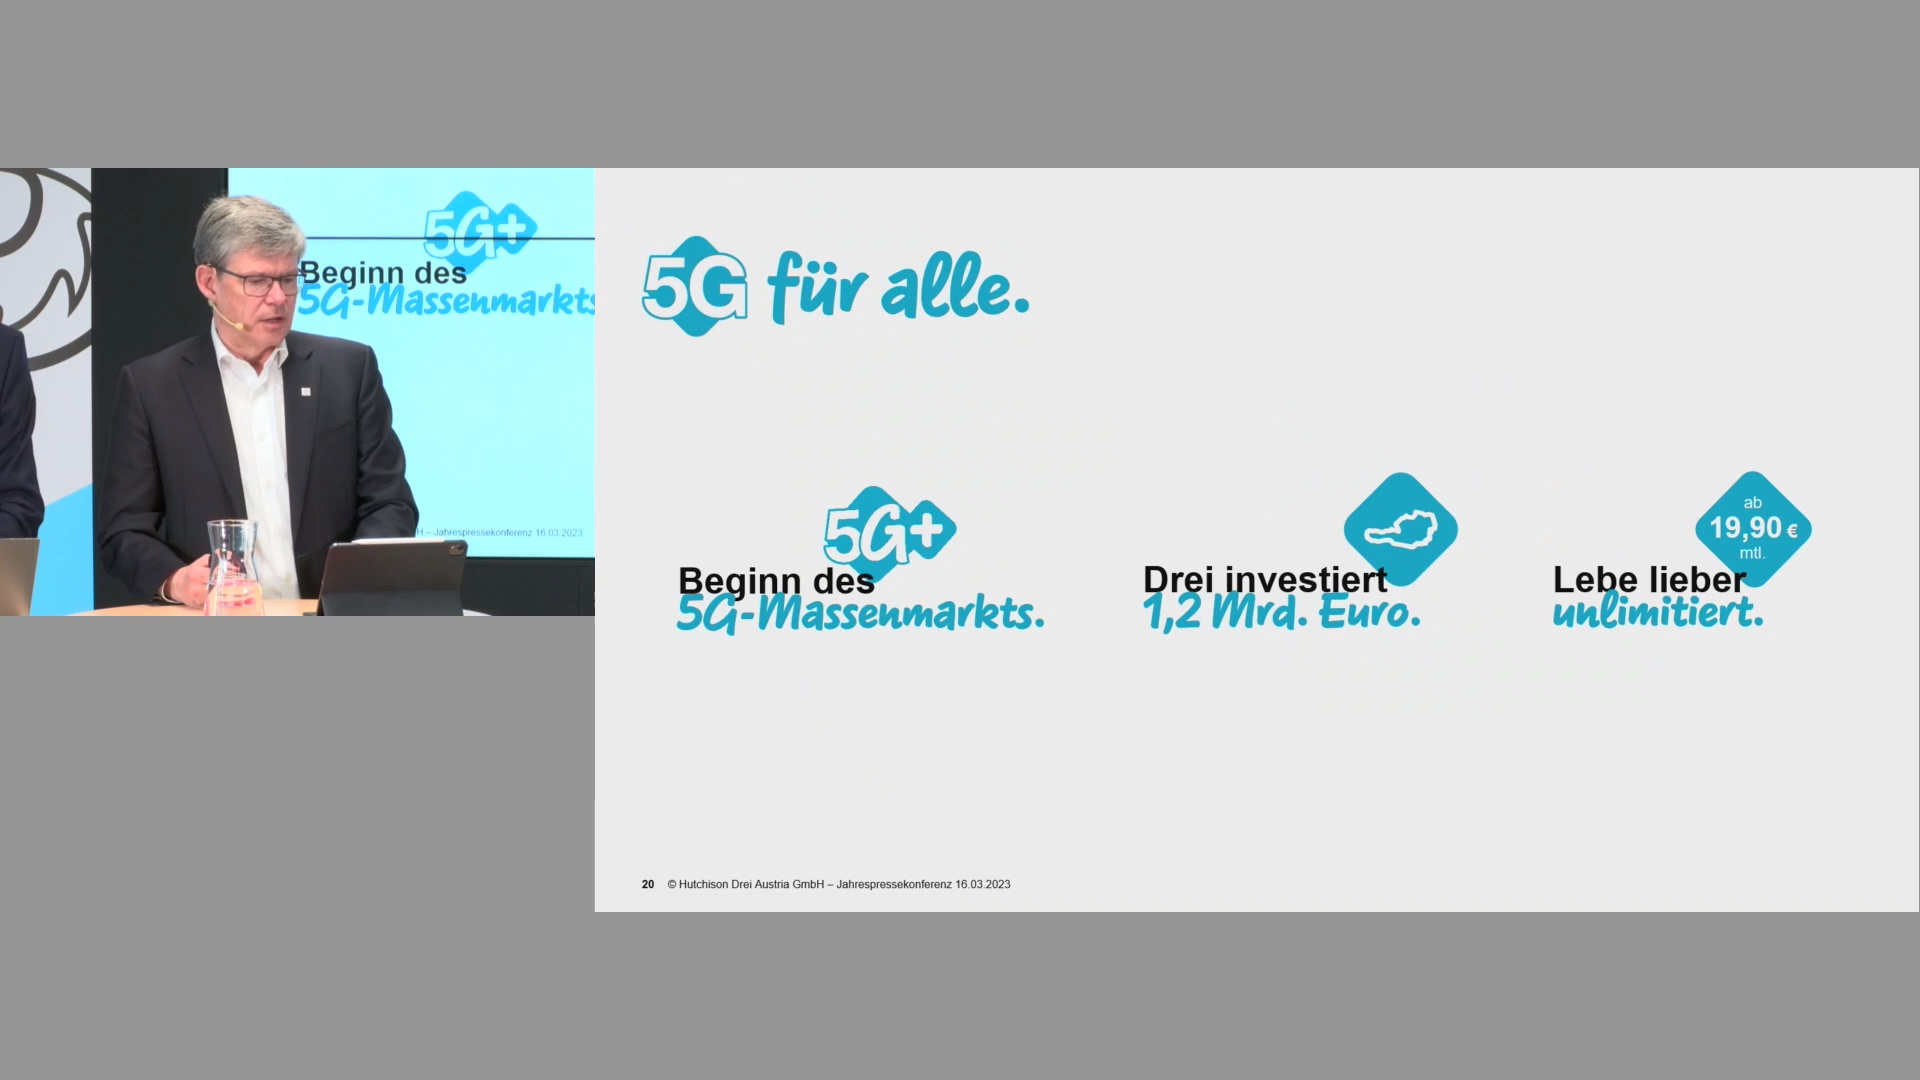 5G+
Beginn des
5G-Massenmarkts
H – Jahrespressekonferenz 16.03.2023
5G für alle.
5G+
Beginn des
5G-Massenmarkts.
Drei investiert
1,2 Mrd. Euro.
ab
19,90 €
mtl.
Lebe lieber
unlimitiert.
20 © Hutchison Drei Austria GmbH – Jahrespressekonferenz 16.03.2023